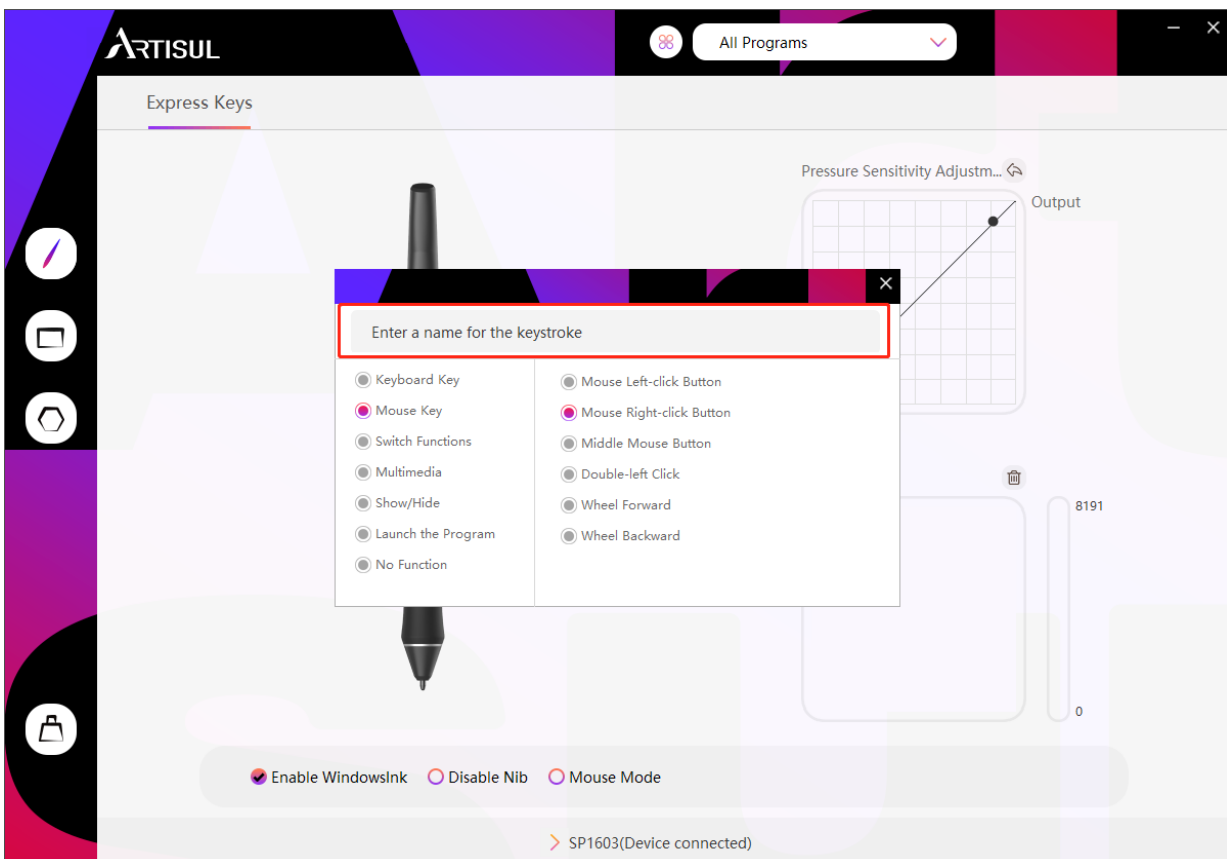 ARTISUL
All Programs
Express Keys
Pressure Sensitivity Adjustm...
Output
Enter a name for the keystroke
Keyboard Key
Mouse Key
Switch Functions
Multimedia
Show/Hide
Launch the Program
No Function
Mouse Left-click Button
Mouse Right-click Button
Middle Mouse Button
Double-left Click
Wheel Forward
Wheel Backward
8191
0
Enable WindowsInk
Disable Nib
Mouse Mode
SP1603(Device connected)